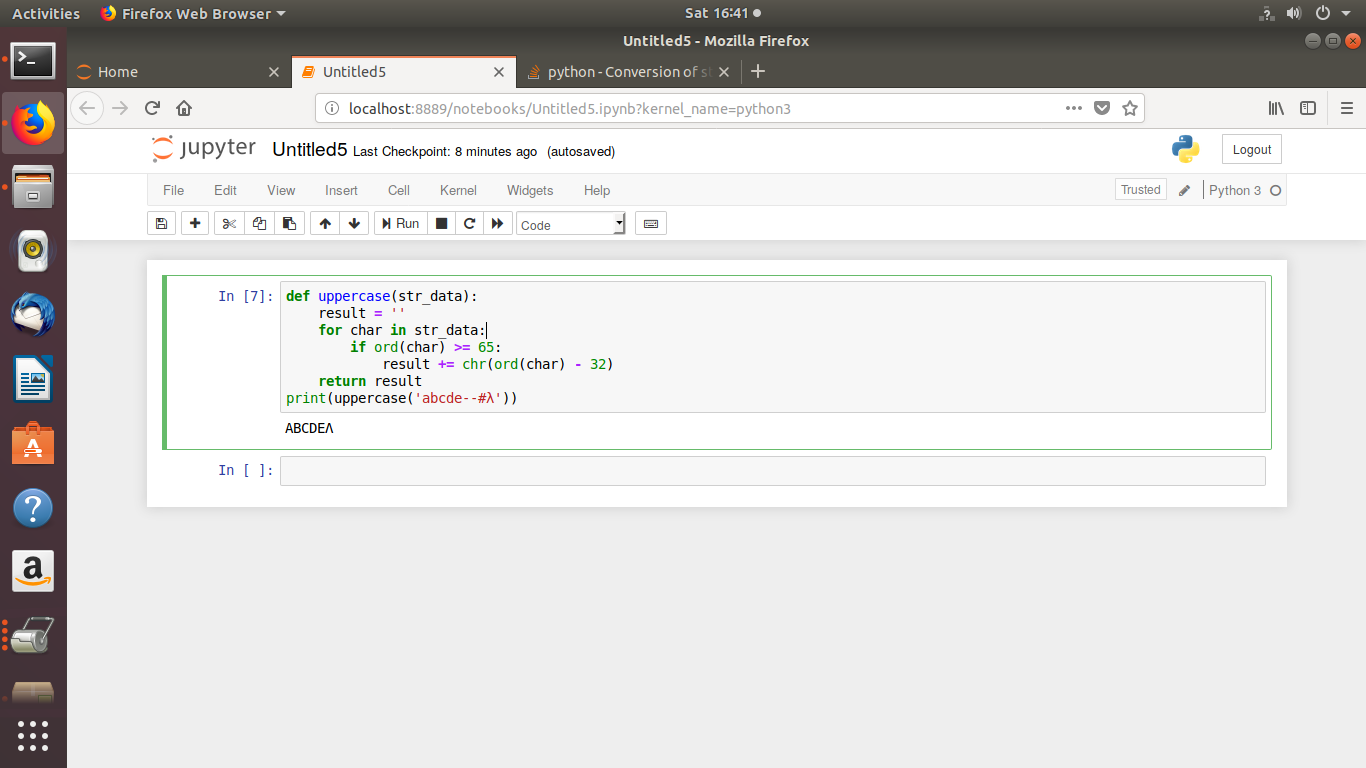 Activities Firefox Web Browser Sat 16:41
Untitled5 - Mozilla Firefox
Home Untitled5 python - Conversion of s
localhost:8889/notebooks/Untitled5.ipynb?kernel_name=python3
jupyter Untitled5 Last Checkpoint: 8 minutes ago (autosaved) Logout
File Edit View Insert Cell Kernel Widgets Help Trusted Python 3
Run Code
In [7]: def uppercase(str_data):
    result = ''
    for char in str_data:
        if ord(char) >= 65:
            result += chr(ord(char) - 32)
    return result
print(uppercase('abcde--#λ'))
ABCDEΛ
In [ ]: